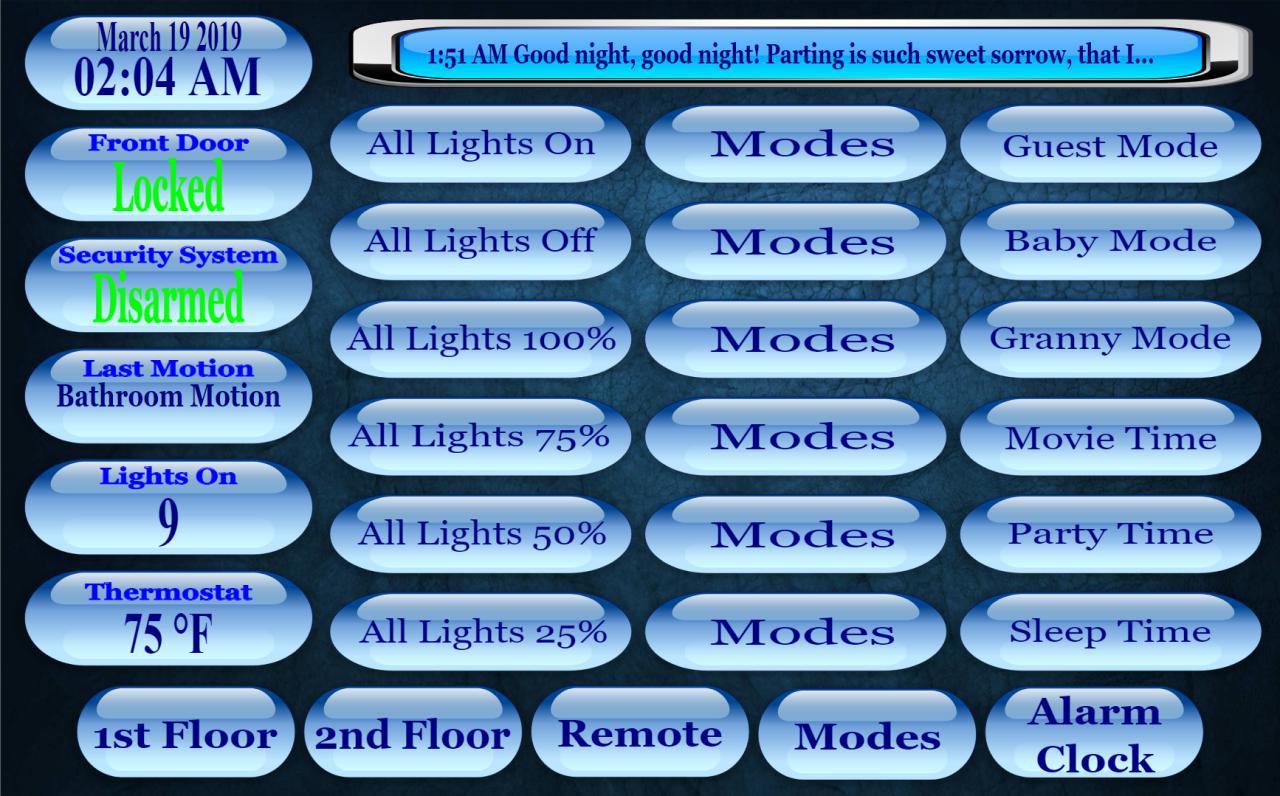 March 19 2019
02:04 AM
1:51 AM Good night, good night! Parting is such sweet sorrow, that I...
Front Door
Locked
Security System
Disarmed
Last Motion
Bathroom Motion
Lights On
9
Thermostat
75 °F
All Lights On
Modes
Guest Mode
All Lights Off
Modes
Baby Mode
All Lights 100%
Modes
Granny Mode
All Lights 75%
Modes
Movie Time
All Lights 50%
Modes
Party Time
All Lights 25%
Modes
Sleep Time
1st Floor
2nd Floor
Remote
Modes
Alarm
Clock